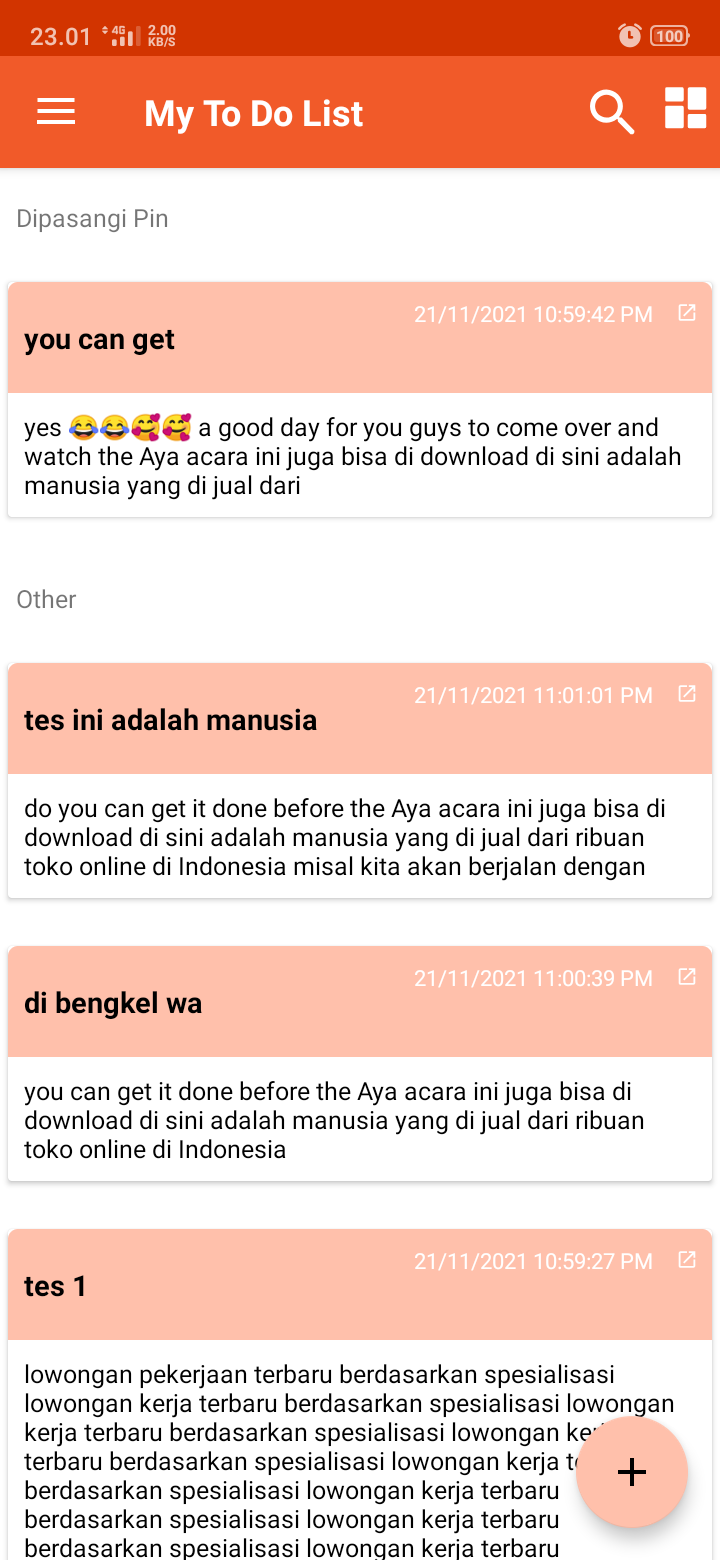 23.01 4G 2.00 KB/S 100
My To Do List
Dipasangi Pin
21/11/2021 10:59:42 PM
you can get
yes 😂😂🥰🥰 a good day for you guys to come over and
watch the Aya acara ini juga bisa di download di sini adalah
manusia yang di jual dari
Other
21/11/2021 11:01:01 PM
tes ini adalah manusia
do you can get it done before the Aya acara ini juga bisa di
download di sini adalah manusia yang di jual dari ribuan
toko online di Indonesia misal kita akan berjalan dengan
21/11/2021 11:00:39 PM
di bengkel wa
you can get it done before the Aya acara ini juga bisa di
download di sini adalah manusia yang di jual dari ribuan
toko online di Indonesia
21/11/2021 10:59:27 PM
tes 1
lowongan pekerjaan terbaru berdasarkan spesialisasi
lowongan kerja terbaru berdasarkan spesialisasi lowongan
kerja terbaru berdasarkan spesialisasi lowongan
terbaru berdasarkan spesialisasi lowongan kerja
berdasarkan spesialisasi lowongan kerja terbaru
berdasarkan spesialisasi lowongan kerja terbaru
berdasarkan spesialisasi lowongan kerja terbaru